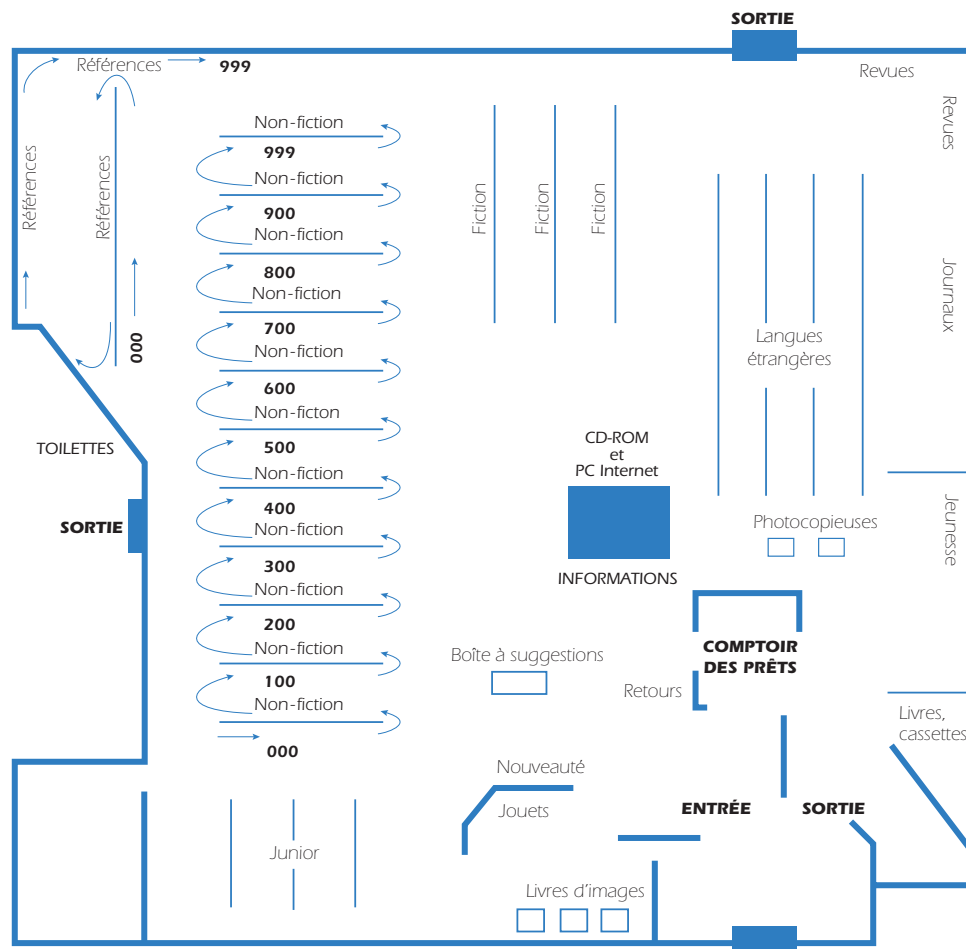 SORTIE
Références
999
Revues
Revues
Références
Références
000
Non-fiction
999
Non-fiction
900
Non-fiction
800
Non-fiction
700
Non-fiction
600
Non-ficton
500
Non-fiction
400
Non-fiction
300
Non-fiction
200
Non-fiction
100
Non-fiction
000
Fiction
Fiction
Fiction
Langues
étrangères
Journaux
TOILETTES
SORTIE
CD-ROM
et
PC Internet
INFORMATIONS
Photocopieuses
Jeunesse
Boîte à suggestions
COMPTOIR
DES PRÊTS
Retours
Livres,
cassettes
Nouveauté
Jouets
ENTRÉE
SORTIE
Junior
Livres d'images